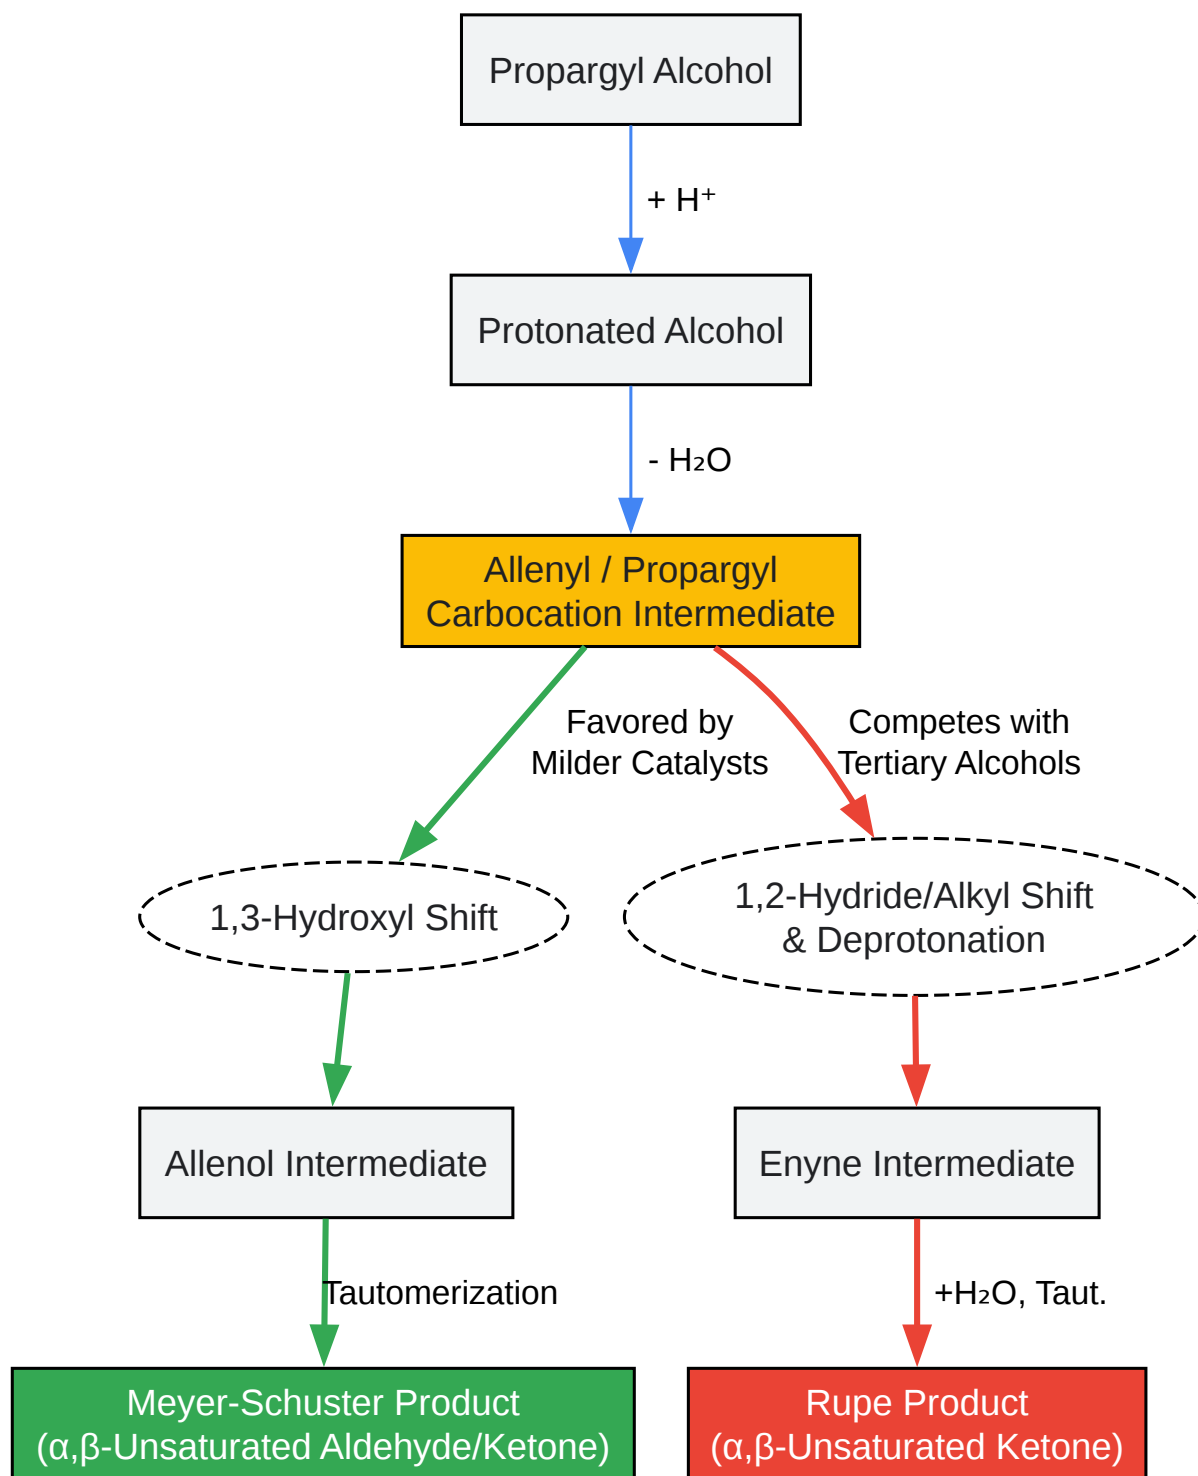 Propargyl Alcohol
+ H⁺
Protonated Alcohol
- H₂O
Allenyl / Propargyl
Carbocation Intermediate
Favored by
Milder Catalysts
Competes with
Tertiary Alcohols
1,3-Hydroxyl Shift
1,2-Hydride/Alkyl Shift
& Deprotonation
Allenol Intermediate
Enyne Intermediate
Tautomerization
+H₂O, Taut.
Meyer-Schuster Product
(α,β-Unsaturated Aldehyde/Ketone)
Rupe Product
(α,β-Unsaturated Ketone)